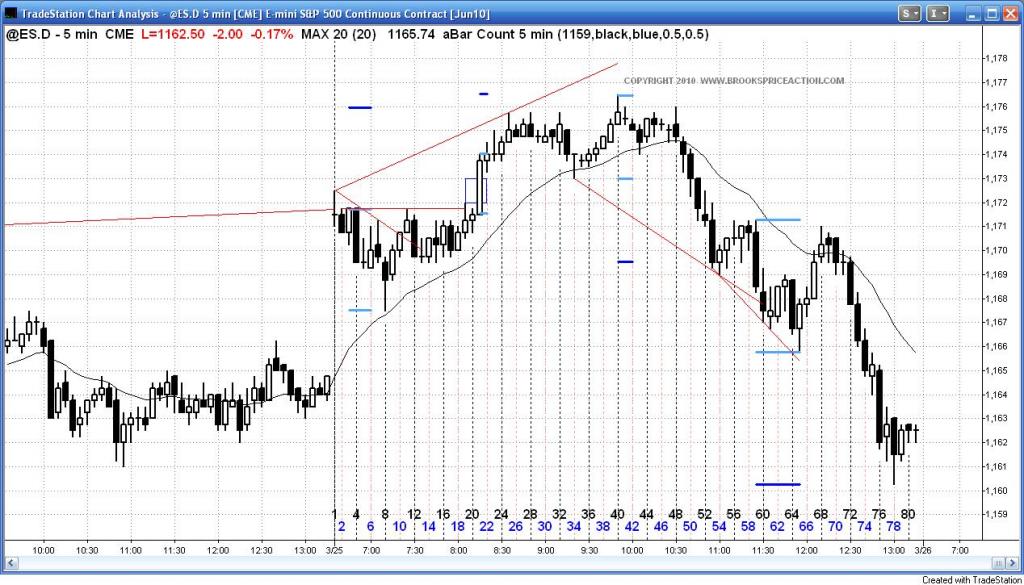 TradeStation Chart Analysis - @ES.D 5 min [CME] E-mini S&P 500 Continuous Contract [Jun10]
S I
@ES.D - 5 min CME L=1162.50 -2.00 -0.17% MAX 20 (20) 1165.74 aBar Count 5 min (1159,black,blue,0.5,0.5)
COPYRIGHT 2010 WWW.BROOKSPRICEACTION.COM
1,178
1,177
1,176
1,175
1,174
1,173
1,172
1,171
1,170
1,169
1,168
1,167
1,166
1,165
1,164
1,163
1,162
1,161
1,160
1,159
1 4 8 12 16 20 24 28 32 36 40 44 48 52 56 60 64 68 72 76 80
2 6 10 14 18 22 26 30 34 38 42 46 50 54 58 62 66 70 74 78
10:00 10:30 11:00 11:30 12:00 12:30 13:00 3/25 7:00 7:30 8:00 8:30 9:00 9:30 10:00 10:30 11:00 11:30 12:00 12:30 13:00 3/26 7:00
Created with TradeStation